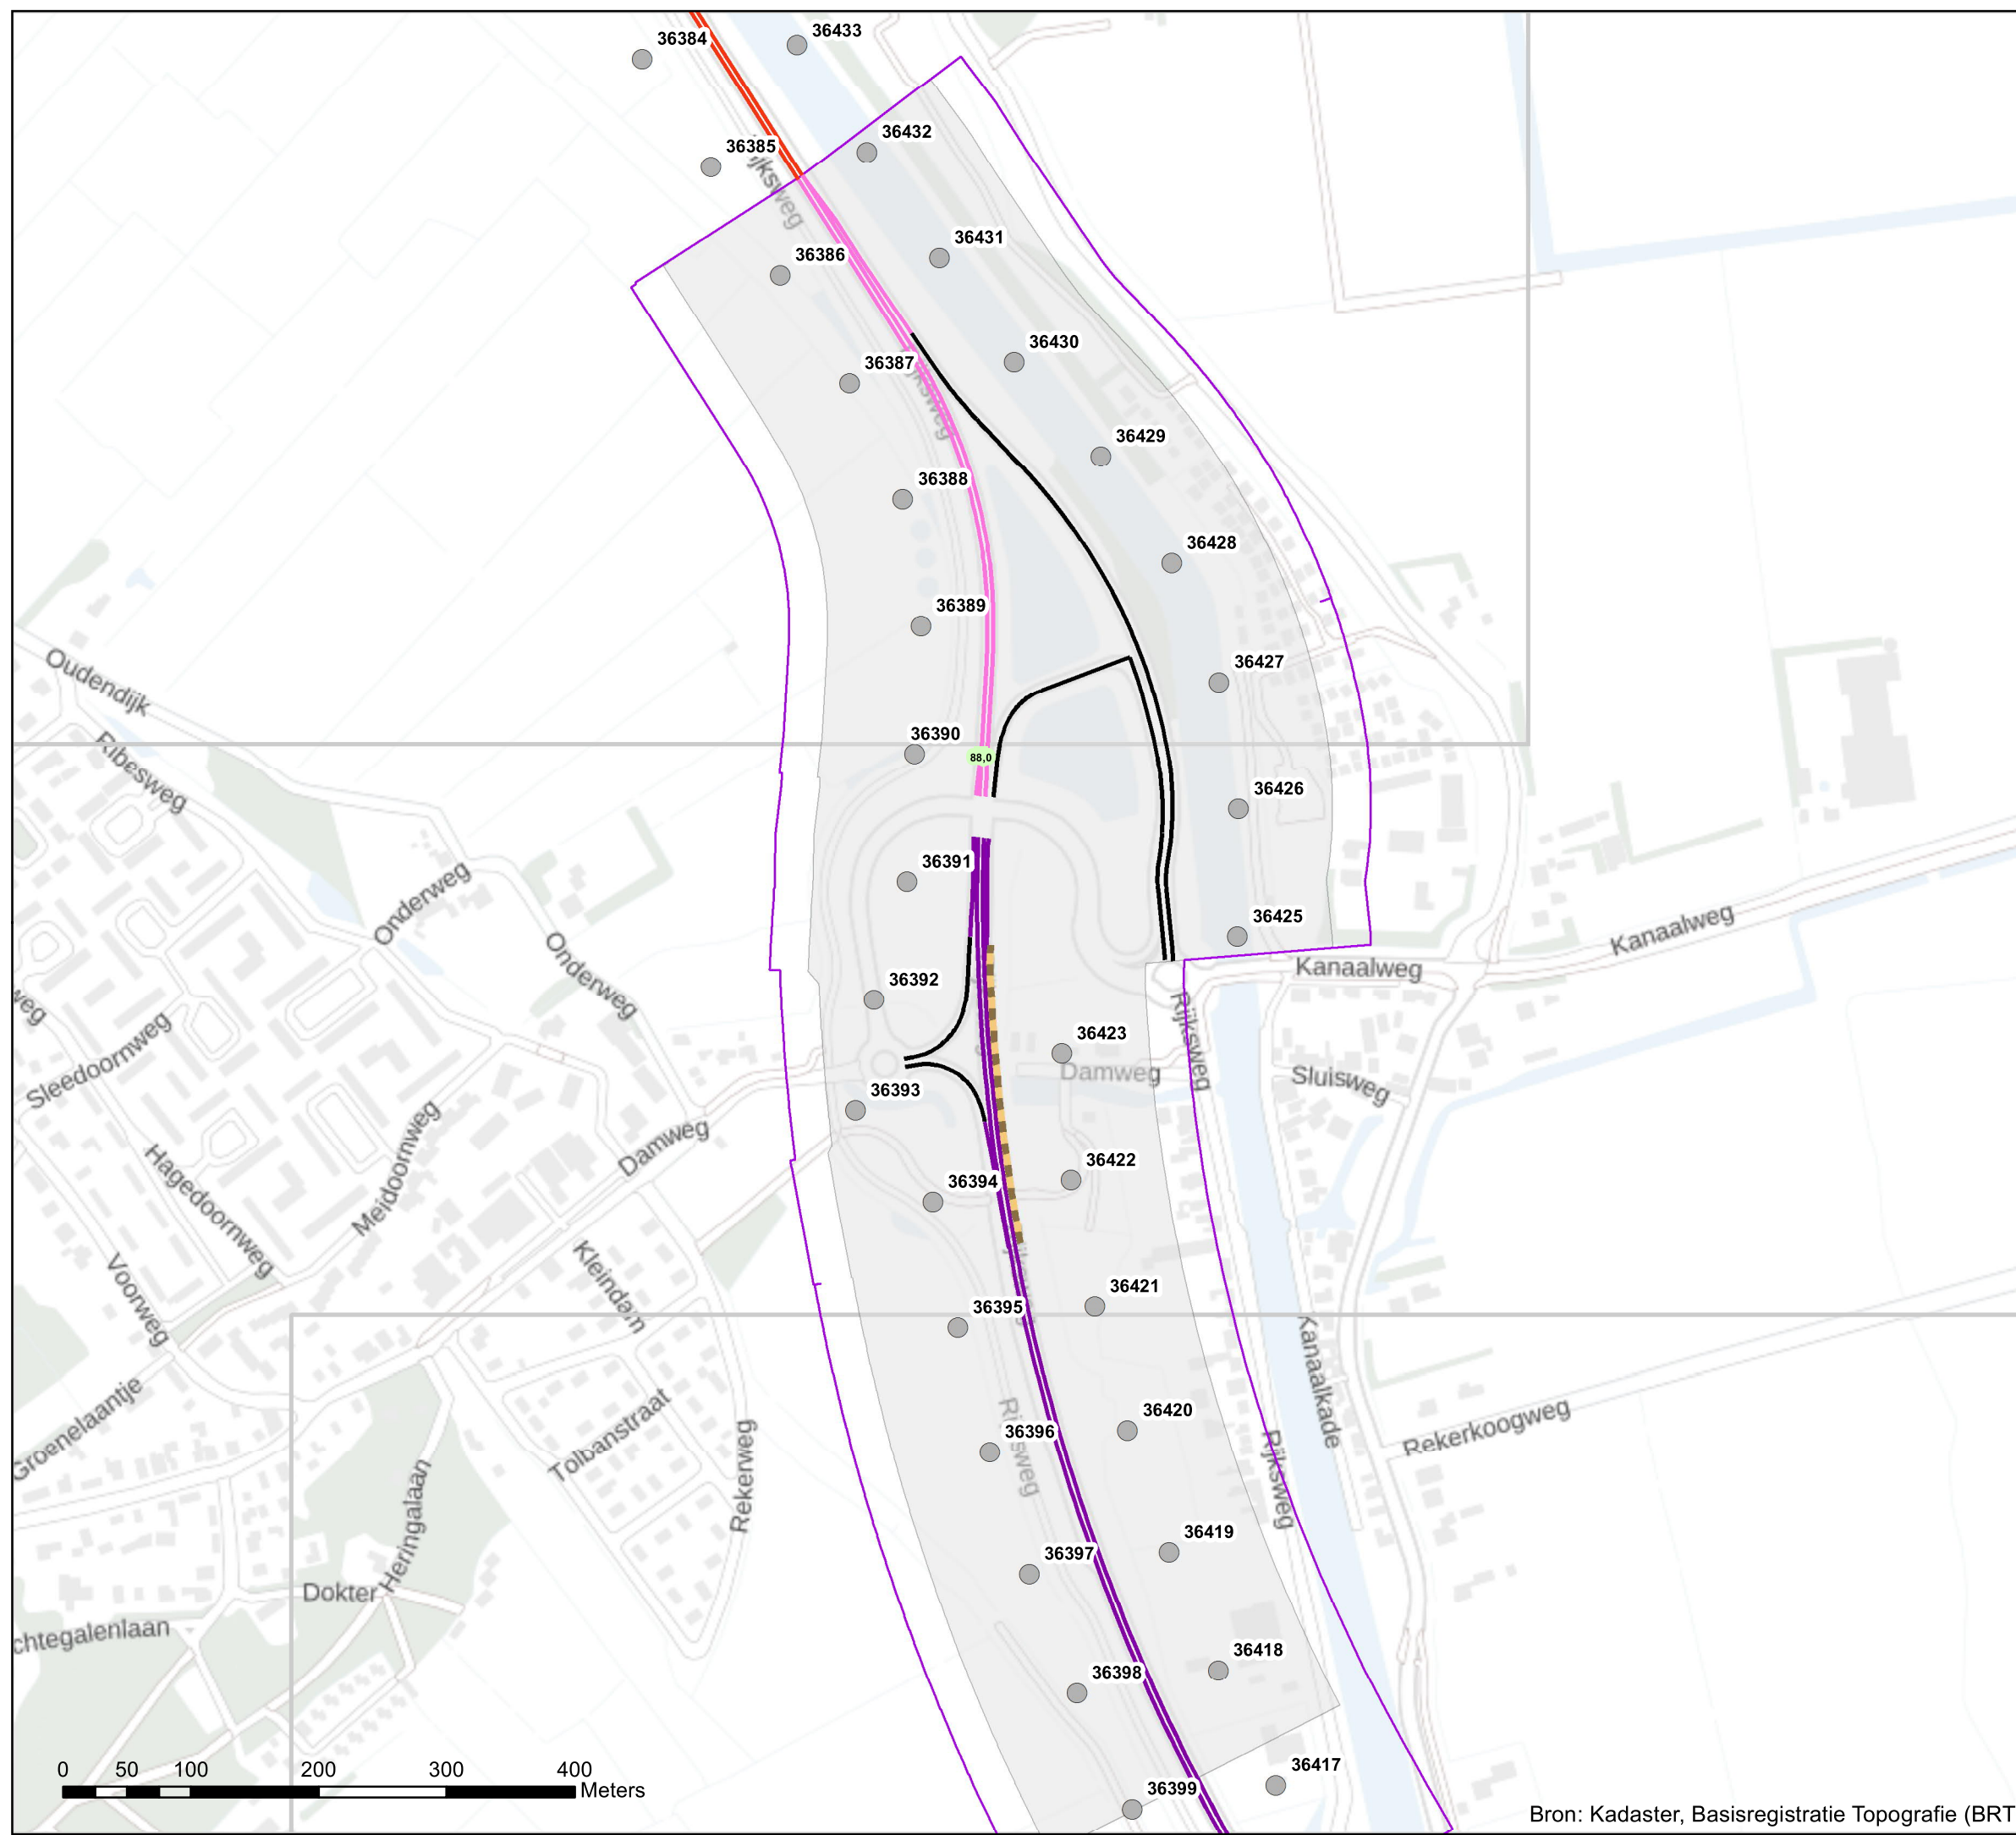 36384
36433
36385
36432
Rijksweg
36386
36431
36387
36430
36388
36429
36428
36389
36427
Oudendijk
Ribesweg
36390
88,0
36426
36391
Onderweg
Onderweg
36425
Kanaalweg
Kanaalweg
36392
weg
36423
Damweg
Rijksweg
Sluisweg
Sleedoornweg
36393
Hagedoornweg
Meidoornweg
Damweg
36422
36394
Voorweg
Kleindam
36421
36395
Kanaalkade
Groenelaantje
Tolbanstraat
Rekerweg
Rijksweg
36420
36396
Rijksweg
Rekerkoogweg
Heringalaan
36419
36397
Dokter
chtegalenlaan
36418
36398
36417
36399
0 50 100 200 300 400
Meters
Bron: Kadaster, Basisregistratie Topografie (BRT